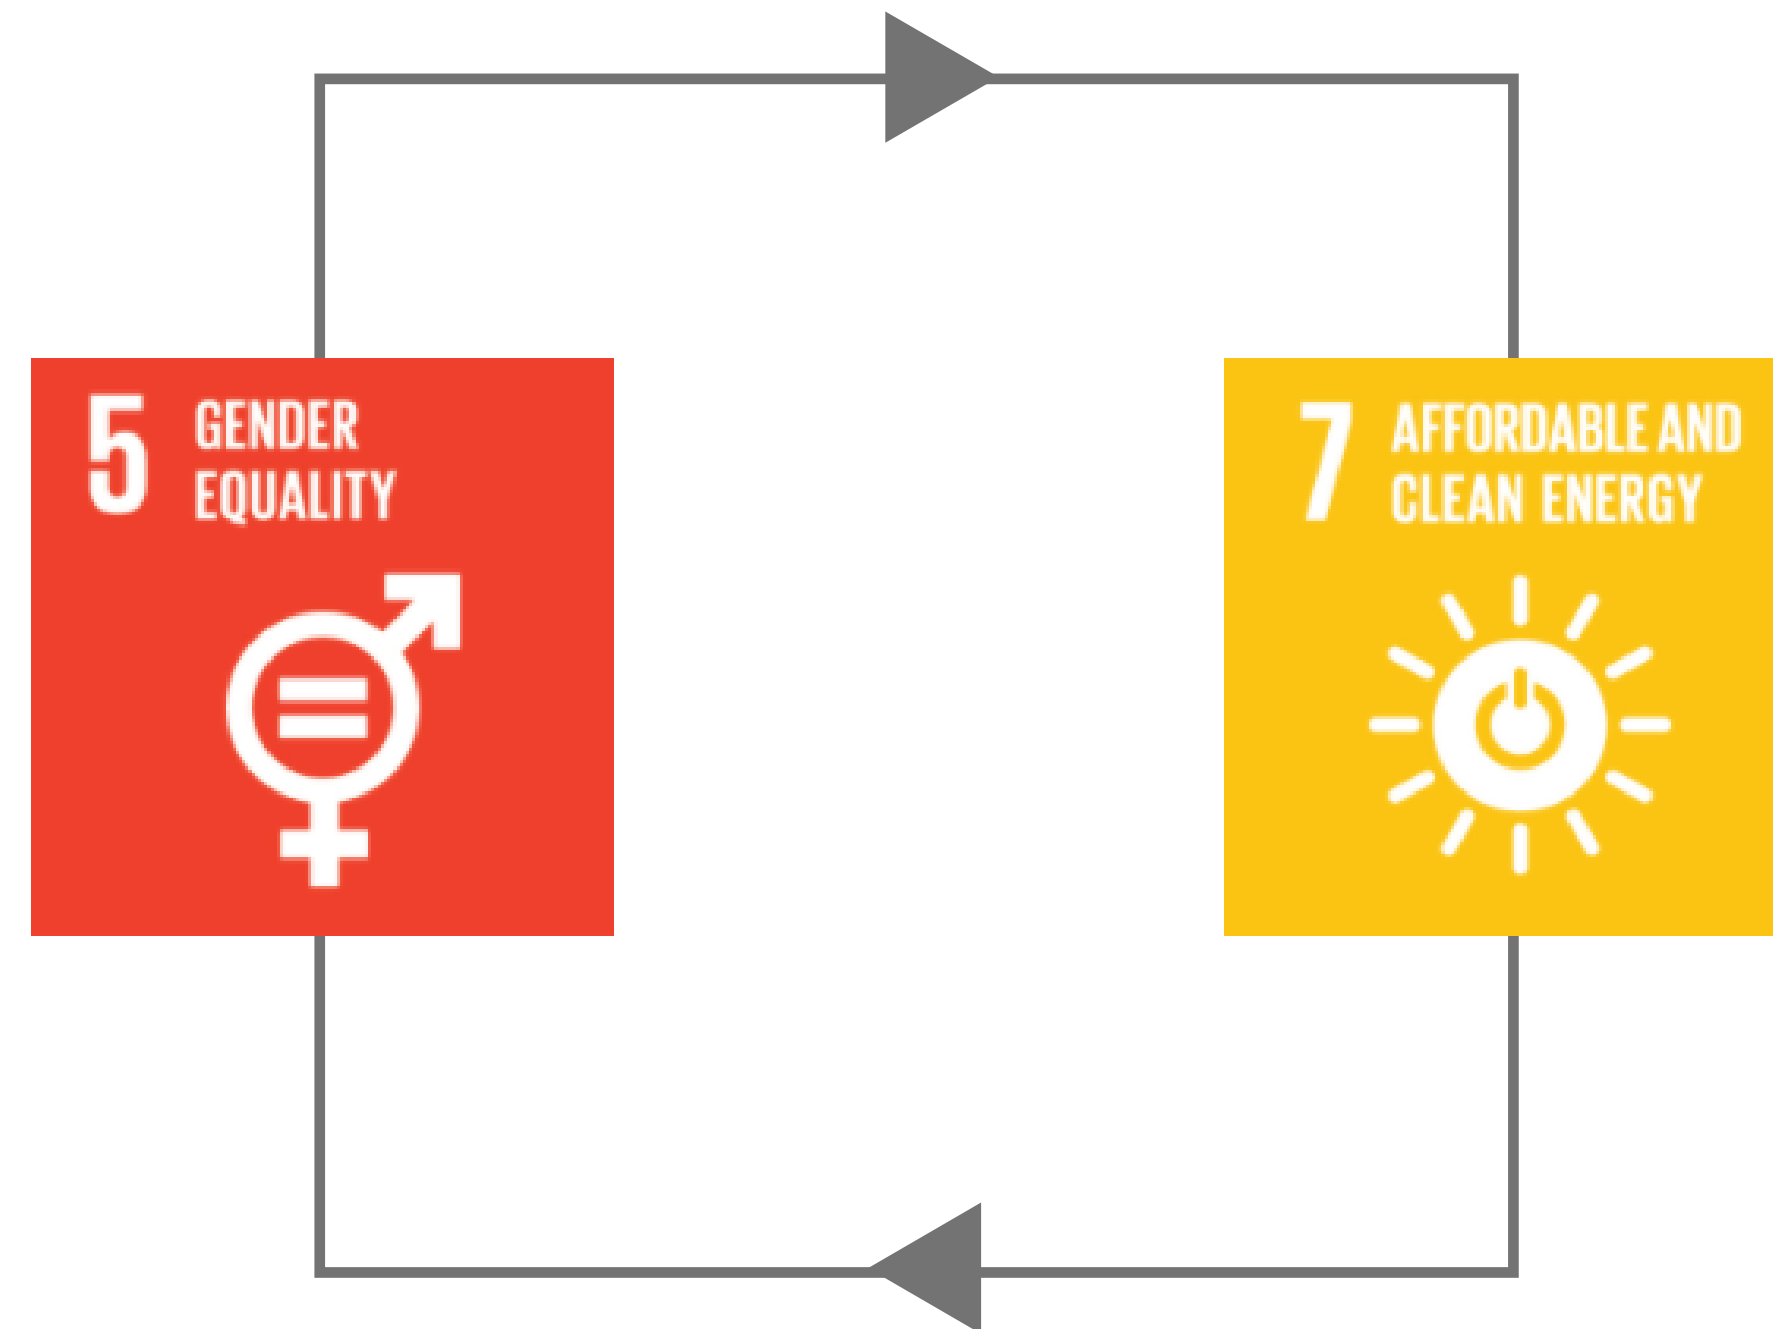 5
GENDER
EQUALITY
7
AFFORDABLE AND
CLEAN ENERGY